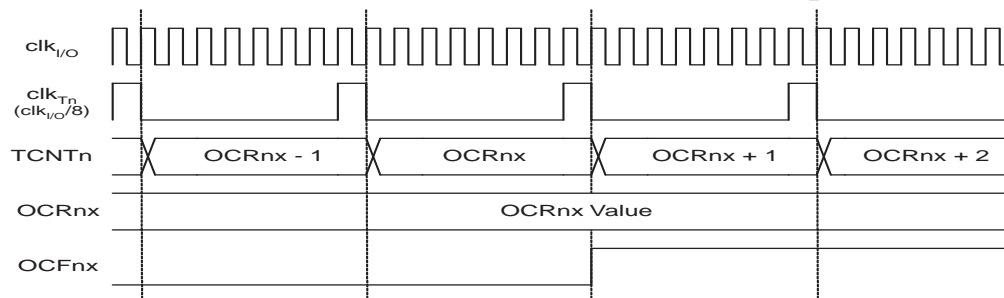 clkI/O
clkTn
(clkI/O/8)
TCNTn OCRnx - 1 OCRnx OCRnx + 1 OCRnx + 2
OCRnx OCRnx Value
OCFnx